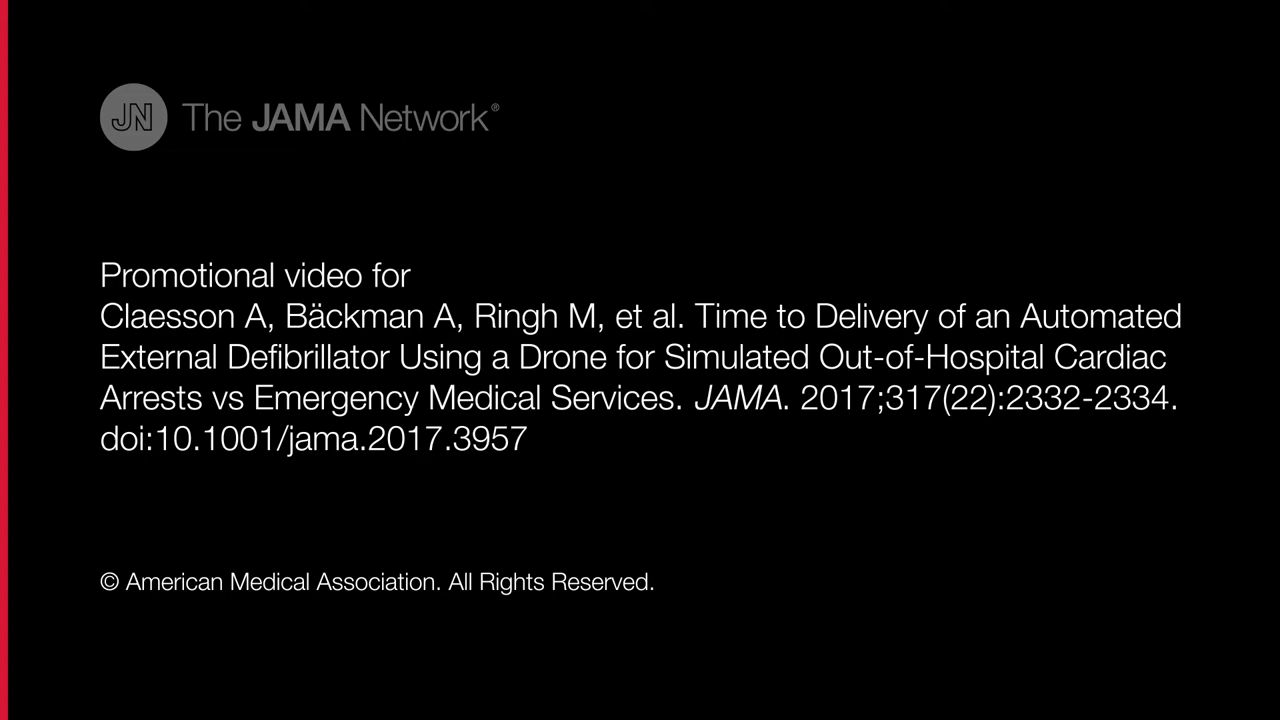 JN The JAMA Network®
Promotional video for
Claesson A, Bäckman A, Ringh M, et al. Time to Delivery of an Automated
External Defibrillator Using a Drone for Simulated Out-of-Hospital Cardiac
Arrests vs Emergency Medical Services. JAMA. 2017;317(22):2332-2334.
doi:10.1001/jama.2017.3957
© American Medical Association. All Rights Reserved.